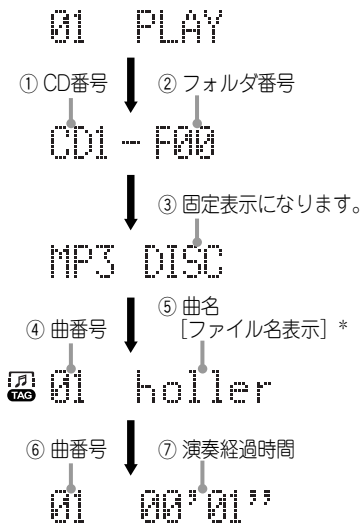 01 PLAY
① CD番号 ② フォルダ番号
CD1 - F00
③ 固定表示になります。
MP3 DISC
④ 曲番号 ⑤ 曲名
［ファイル名表示］*
TAG 01 holler
⑥ 曲番号 ⑦ 演奏経過時間
01 00'01''